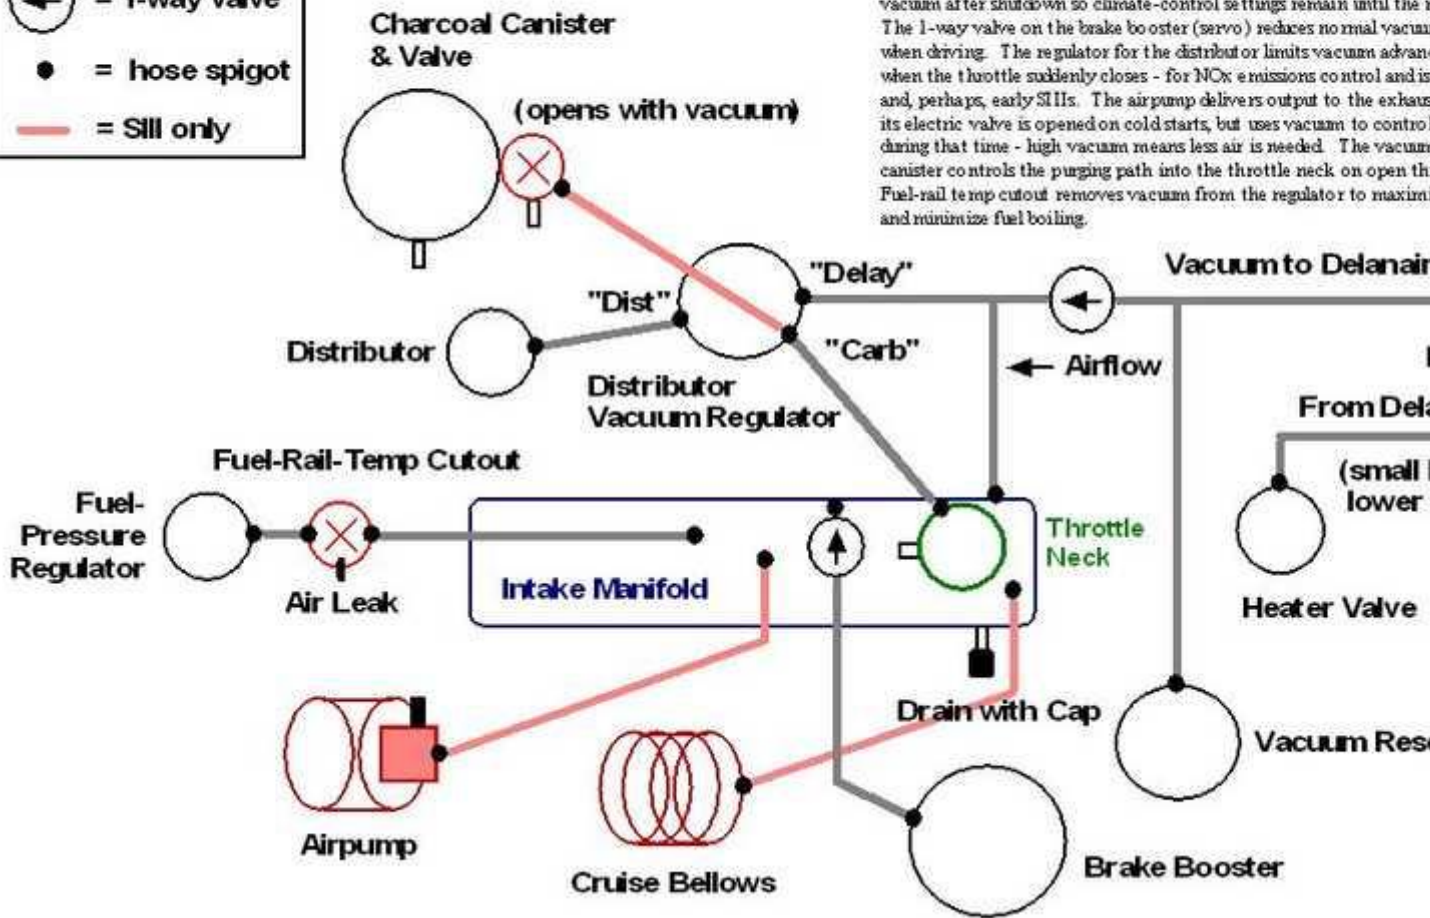 = 1-way valve
= hose spigot
= SIII only
Charcoal Canister
& Valve
(opens with vacuum)
vacuum after shutdown so climate-control settings remain until the
The 1-way valve on the brake booster (servo) reduces normal
when driving. The regulator for the distributor limits vacuum
when the throttle suddenly closes - for NOx emissions control and is
and, perhaps, early SIIIs. The airpump delivers output to the
its electric valve is opened on cold starts, but uses vacuum to control
during that time - high vacuum means less air is needed. The vacuum
canister controls the purging path into the throttle neck on open
Fuel-rail temp cutout removes vacuum from the regulator to
and minimize fuel boiling.
"Delay"
Vacuum to Delanair
"Dist"
Distributor
"Carb"
Airflow
Distributor
Vacuum Regulator
From
Fuel-Rail-Temp Cutout
(small
lower
Fuel-
Pressure
Regulator
Throttle
Neck
Intake Manifold
Air Leak
Heater Valve
Drain with Cap
Vacuum
Airpump
Cruise Bellows
Brake Booster